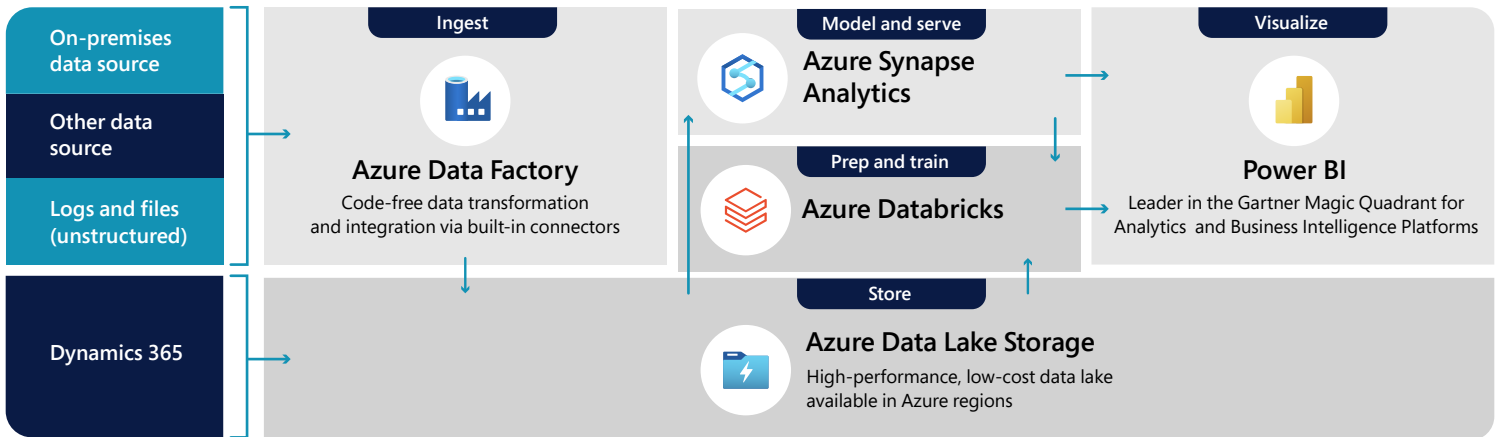 On-premises
data source
Other data
source
Logs and files
(unstructured)
Dynamics 365
Ingest
Azure Data Factory
Code-free data transformation
and integration via built-in connectors
Model and serve
Azure Synapse
Analytics
Prep and train
Azure Databricks
Visualize
Power BI
Leader in the Gartner Magic Quadrant for
Analytics and Business Intelligence Platforms
Store
Azure Data Lake Storage
High-performance, low-cost data lake
available in Azure regions